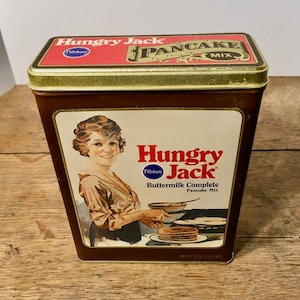 Hungry Jack
Pillsbury
PANCAKE
MIX
Hungry
Jack®
Pillsbury
Buttermilk Complete
Pancake Mix